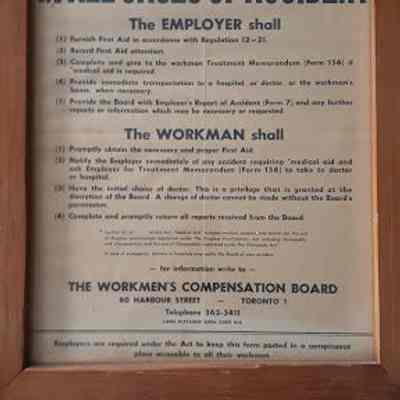 IN ALL CASES OF ACCIDENT
The EMPLOYER shall
(1) Furnish First Aid in accordance with Regulation 12—21.
(2) Record First Aid attention.
(3) Complete and give to the workman Treatment Memorandum (Form 156) if
*medical aid is required.
(4) Provide immediate transportation to a hospital, or doctor, or the workman's
home, when necessary.
(5) Provide the Board with Employer's Report of Accident (Form 7) and any further
reports or information which may be necessary or requested.
The WORKMAN shall
(1) Promptly obtain the necessary and proper First Aid.
(2) Notify the Employer immediately of any accident requiring *medical aid and
ask Employer for Treatment Memorandum (Form 156) to take to doctor
or hospital.
(3) Have the initial choice of doctor. This is a privilege that is granted at the
discretion of the Board. A change of doctor cannot be made without the Board's
permission.
(4) Complete and promptly return all reports received from the Board.
— for information write to —
THE WORKMEN'S COMPENSATION BOARD
80 HARBOUR STREET — TORONTO 1
Telephone 362-3411
Employers are required under the Act to keep this form posted in a conspicuous
place accessible to all their workmen.